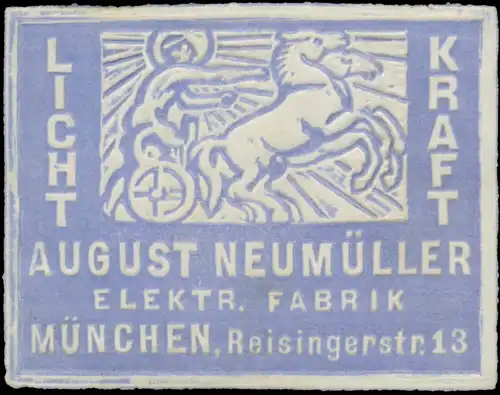 LICHT
KRAFT
AUGUST NEUMÜLLER
ELEKTR. FABRIK
MÜNCHEN, Reisingerstr. 13